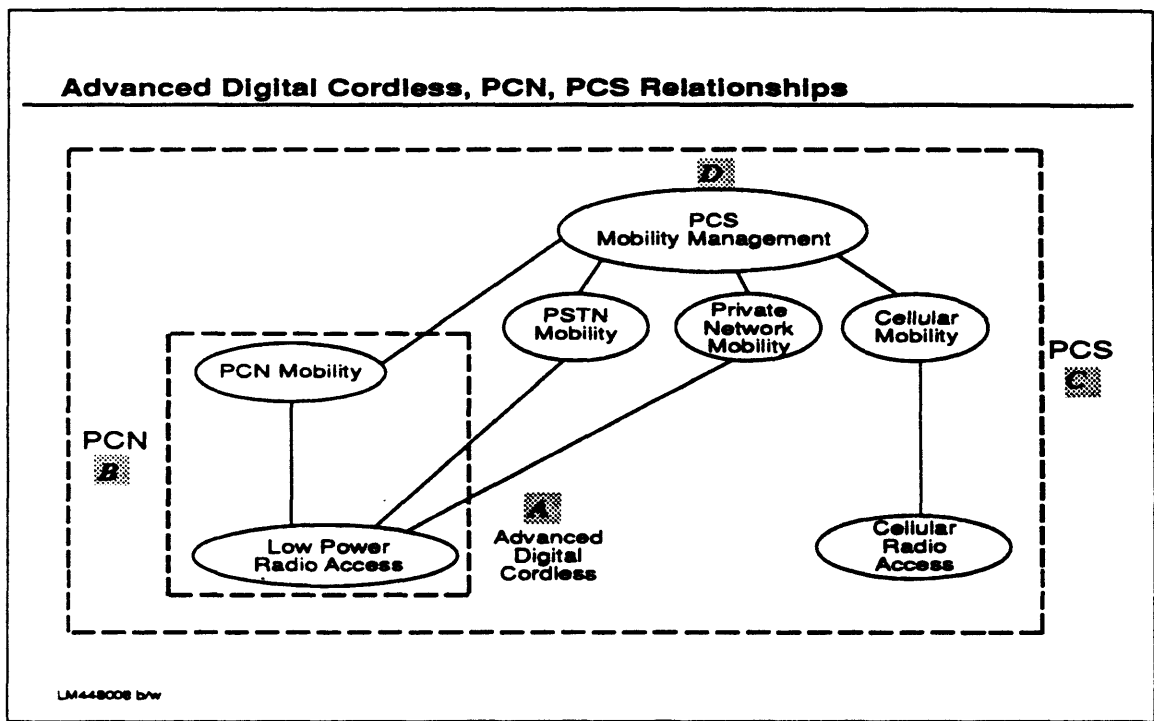 Advanced Digital Cordless, PCN, PCS Relationships
D
PCS
Mobility Management
PSTN
Mobility
Private
Network
Mobility
Cellular
Mobility
PCS
C
PCN Mobility
PCN
B
A
Advanced
Digital
Cordless
Low Power
Radio Access
Cellular
Radio
Access
LM448008 b/w